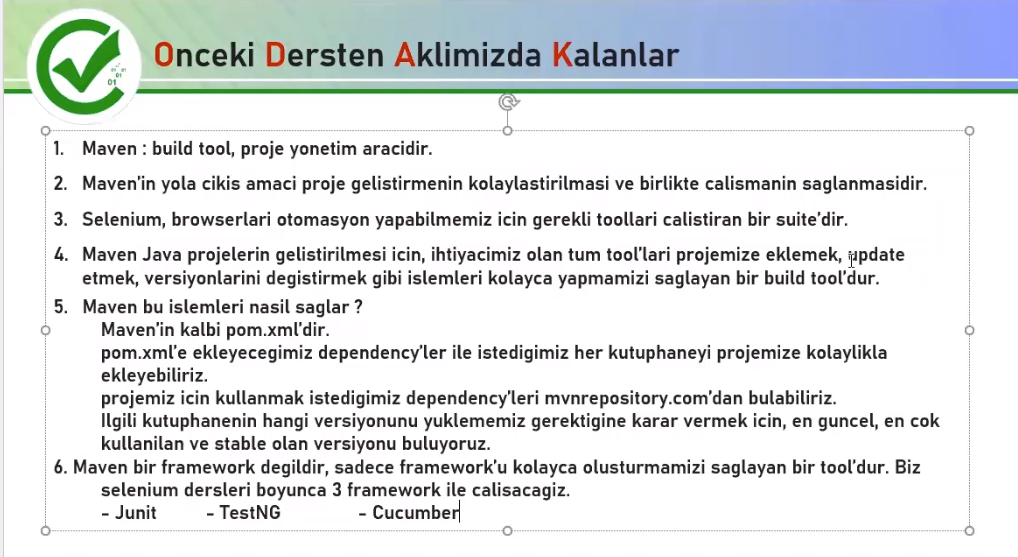 Onceki Dersten Aklimizda Kalanlar
1. Maven : build tool, proje yonetim aracidir.
2. Maven'in yola cikis amaci proje gelistirmenin kolaylastirilmasi ve birlikte calismanin saglanmasidir.
3. Selenium, browserlari otomasyon yapabilmemiz icin gerekli toollari calistiran bir suite'dir.
4. Maven Java projelerin gelistirilmesi icin, ihtiyacimiz olan tum tool'lari projemize eklemek, update
etmek, versiyonlarini degistirmek gibi islemleri kolayca yapmamizi saglayan bir build tool'dur.
5. Maven bu islemleri nasil saglar ?
Maven'in kalbi pom.xml'dir.
pom.xml'e ekleyecegimiz dependency'ler ile istedigimiz her kutuphaneyi projemize kolaylikla
ekleyebiliriz.
projemiz icin kullanmak istedigimiz dependency'leri mvnrepository.com'dan bulabiliriz.
Ilgili kutuphanenin hangi versiyonunu yuklememiz gerektigine karar vermek icin, en guncel, en cok
kullanilan ve stable olan versiyonu buluyoruz.
6. Maven bir framework degildir, sadece framework'u kolayca olusturmamizi saglayan bir tool'dur. Biz
selenium dersleri boyunca 3 framework ile calisacagiz.
- Junit - TestNG - Cucumber
01 01
01
01